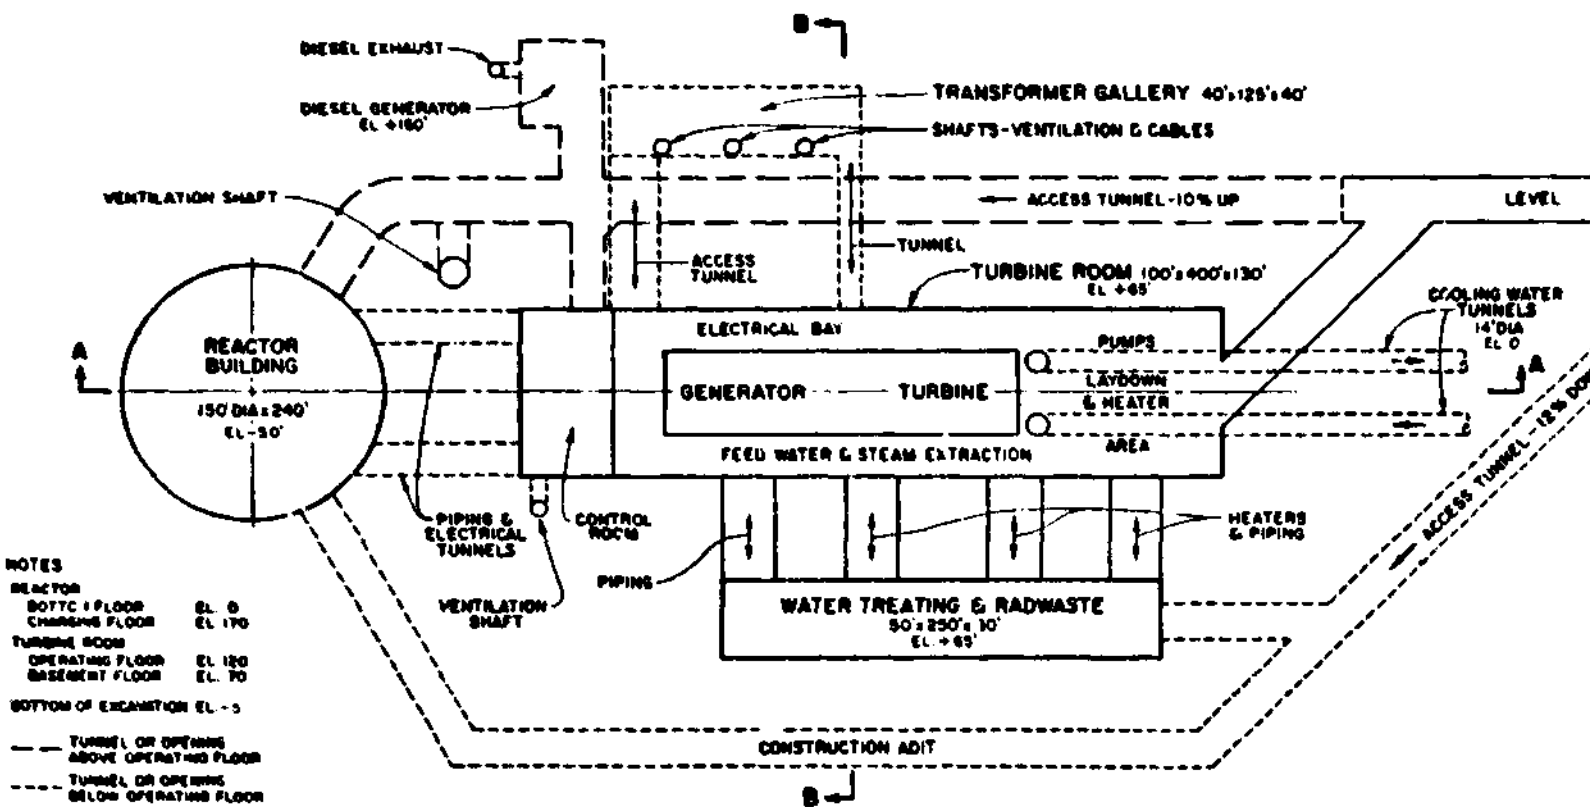 B
DIESEL EXHAUST
DIESEL GENERATOR
EL +160'
TRANSFORMER GALLERY 40'x125'x40'
SHAFTS-VENTILATION & CABLES
VENTILATION SHAFT
ACCESS TUNNEL-10% UP
LEVEL
ACCESS
TUNNEL
TUNNEL
TURBINE ROOM 100'x400'x130'
EL +65'
COOLING WATER
TUNNELS
14' DIA
EL 0
ELECTRICAL BAY
PUMPS
A
REACTOR
BUILDING
150' DIA x 240'
EL -50'
GENERATOR
TURBINE
LAYDOWN
& HEATER
AREA
A
FEED WATER & STEAM EXTRACTION
ACCESS TUNNEL-12%
PIPING &
ELECTRICAL
TUNNELS
CONTROL
ROOM
HEATERS
& PIPING
PIPING
VENTILATION
SHAFT
WATER TREATING & RADWASTE
EL +65'
NOTES
REACTOR
FLOOR EL. 0
CHARGING FLOOR EL 170
TURBINE ROOM
OPERATING FLOOR EL 120
BASEMENT FLOOR EL. 70
BOTTOM OF EXCAVATION EL -5
TUNNEL OR OPENING
ABOVE OPERATING FLOOR
TUNNEL OR OPENING
BELOW OPERATING FLOOR
CONSTRUCTION ADIT
B